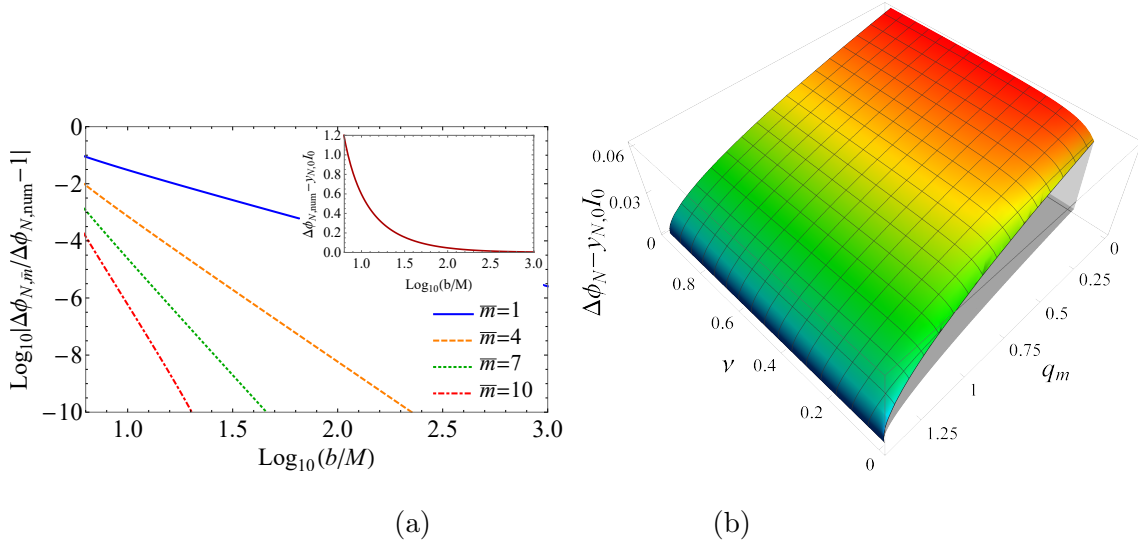 Log₁₀|Δϕ_{N,m̅}/Δϕ_{N,num}−1|
0
−2
−4
−6
−8
−10
1.0
1.5
2.0
2.5
3.0
Log₁₀(b/M)
Δϕ_{N,num}−y_{N,0}I₀
1.2
1.0
0.8
0.6
0.4
0.2
0.0
1.0
1.5
2.0
2.5
3.0
Log₁₀(b/M)
m̅=1
m̅=4
m̅=7
m̅=10
(a)
Δϕ_N−y_{N,0}I₀
0.06
0.03
0
0.8
0.6
ν
0.4
0.2
0
0
0.25
0.5
0.75
q_m
1
1.25
(b)